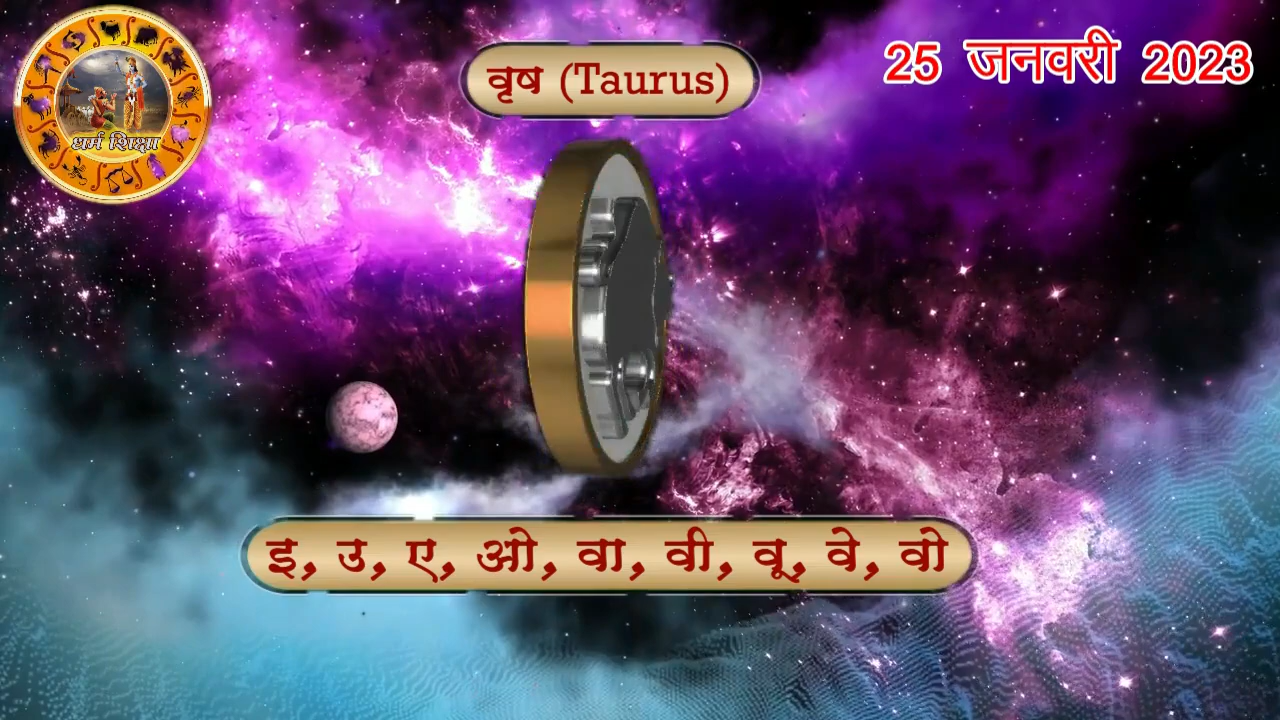 धर्म शिक्षा
वृष (Taurus)
25 जनवरी 2023
इ, उ, ए, ओ, वा, वी, वू, वे, वो